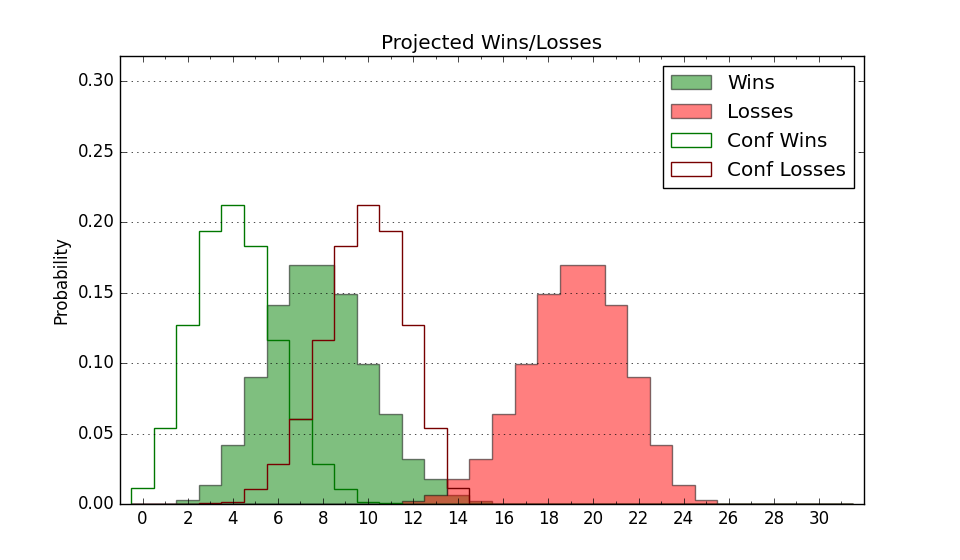 Projected Wins/Losses
0.30
0.25
0.20
0.15
0.10
0.05
0.00
Probability
Wins
Losses
Conf Wins
Conf Losses
0 2 4 6 8 10 12 14 16 18 20 22 24 26 28 30